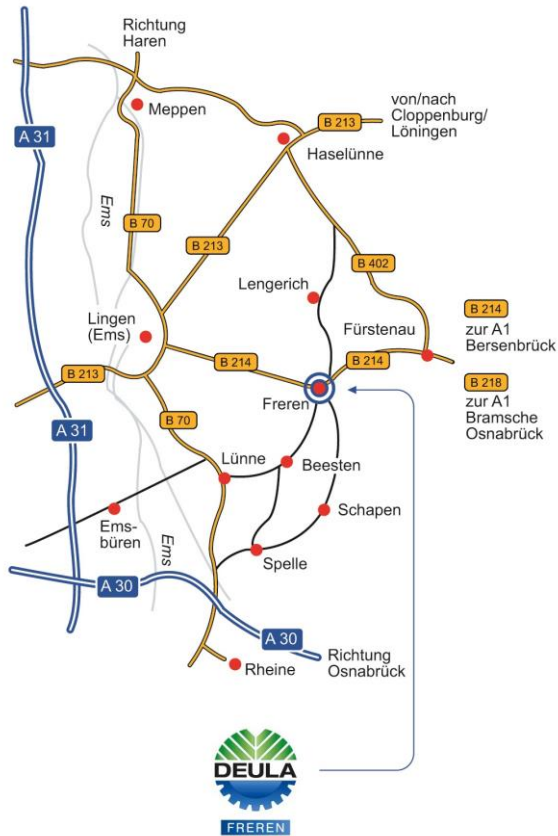 Richtung
Haren
A 31
Meppen
B 213
von/nach
Cloppenburg/
Löningen
Haselünne
Ems
B 70
B 213
B 402
Lengerich
Lingen
(Ems)
Fürstenau
B 214
zur A1
Bersenbrück
B 213
B 214
B 214
B 218
zur A1
Bramsche
Osnabrück
Freren
B 70
A 31
Lünne
Beesten
Schapen
Ems-
büren
Ems
Spelle
A 30
A 30
Richtung
Osnabrück
Rheine
DEULA
FREREN